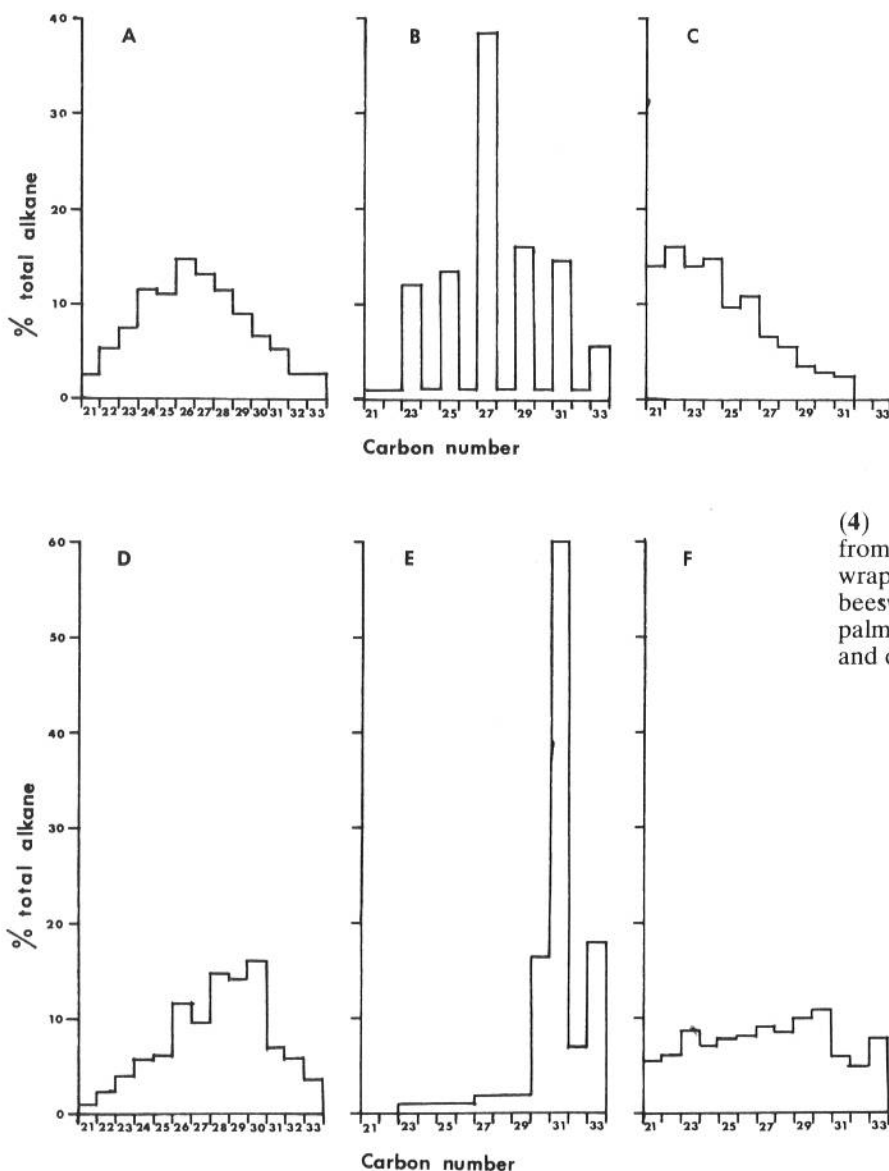 40
A
B
C
30
20
10
0
% total alkane
21 22 23 24 25 26 27 28 29 30 31 32 33
21 23 25 27 29 31 33
21 23 25 27 29 31 33
Carbon number
(4)
from
wrap
beesw
palm
and c
60
D
E
F
50
40
30
20
10
0
% total alkane
21 22 23 24 25 26 27 28 29 30 31 32 33
21 23 25 27 29 31 33
21 23 25 27 29 31 33
Carbon number